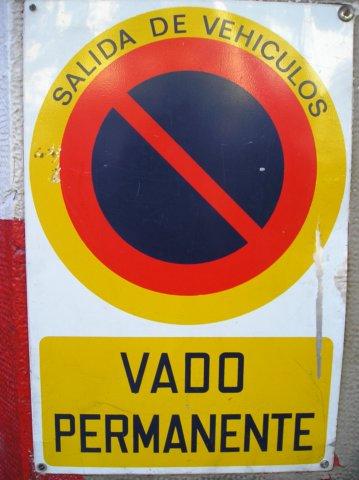 SALIDA DE VEHICULOS
VADO
PERMANENTE